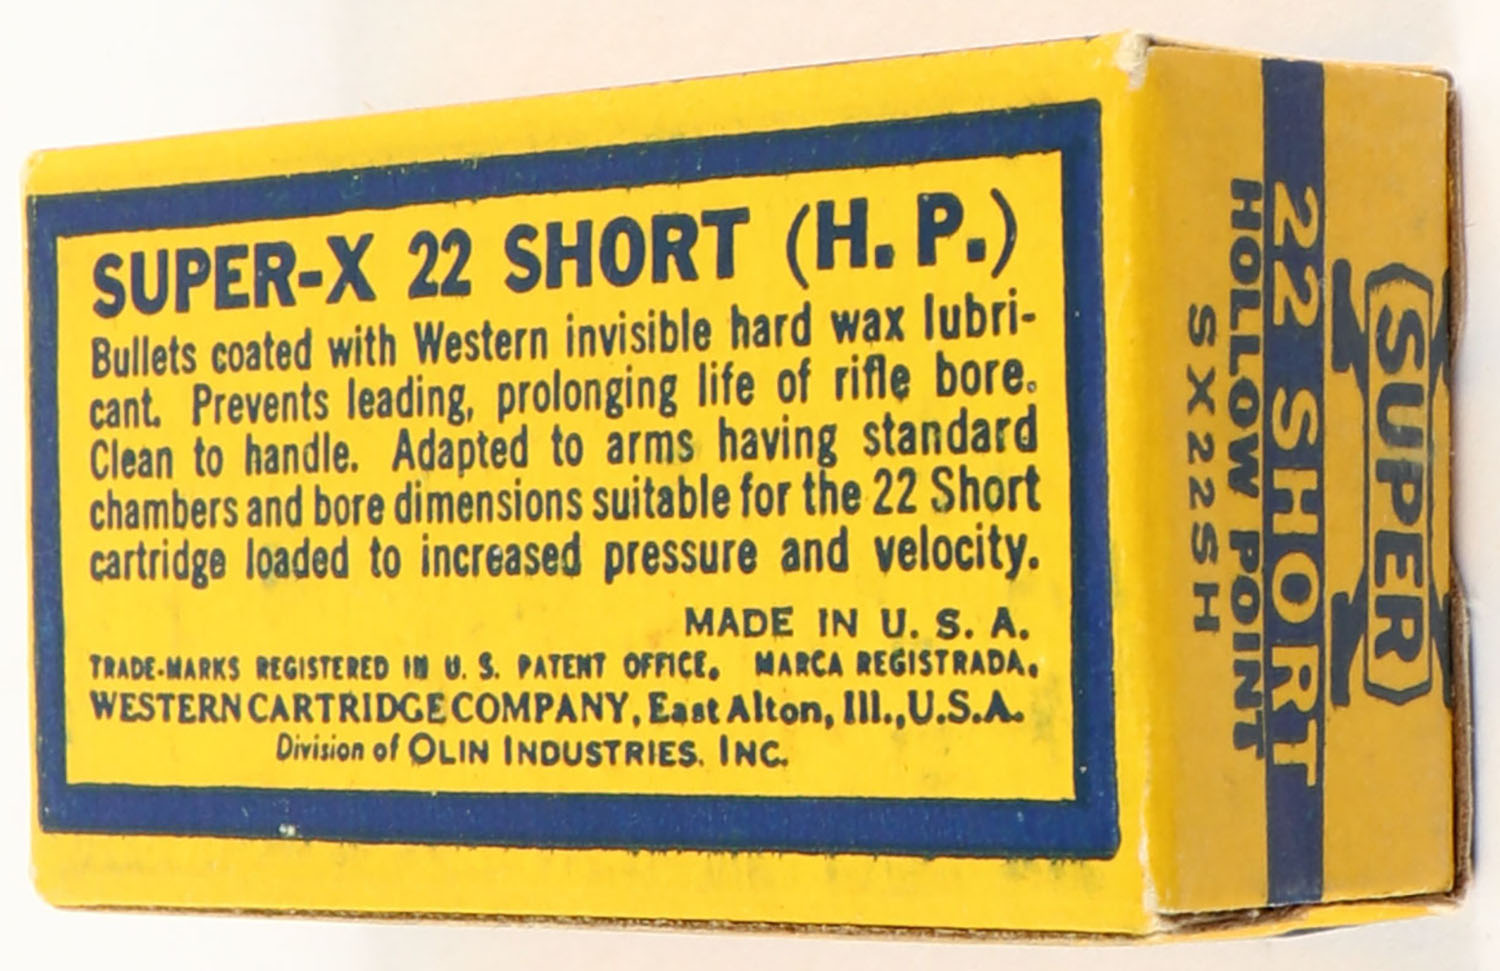 SUPER-X 22 SHORT (H. P.)
Bullets coated with Western invisible hard wax lubri-
cant. Prevents leading, prolonging life of rifle bore.
Clean to handle. Adapted to arms having standard
chambers and bore dimensions suitable for the 22 Short
cartridge loaded to increased pressure and velocity.
MADE IN U. S. A.
TRADE-MARKS REGISTERED IN U. S. PATENT OFFICE. MARCA REGISTRADA.
WESTERN CARTRIDGE COMPANY, East Alton, Ill., U.S.A.
Division of OLIN INDUSTRIES, INC.
(SUPER)
X
22 SHORT
HOLLOW POINT
SX22SH